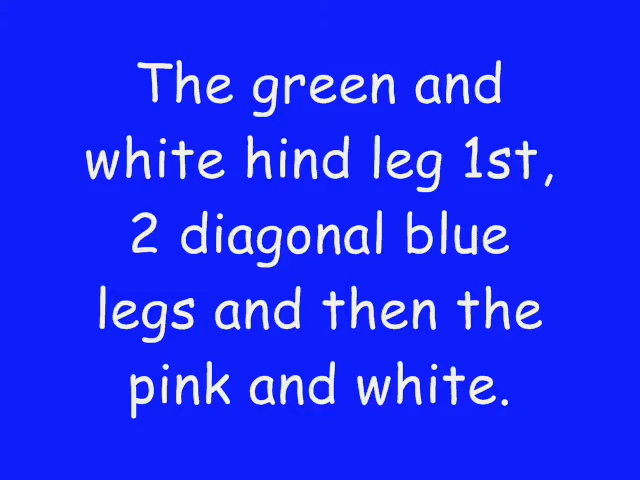 The green and
white hind leg 1st,
2 diagonal blue
legs and then the
pink and white.